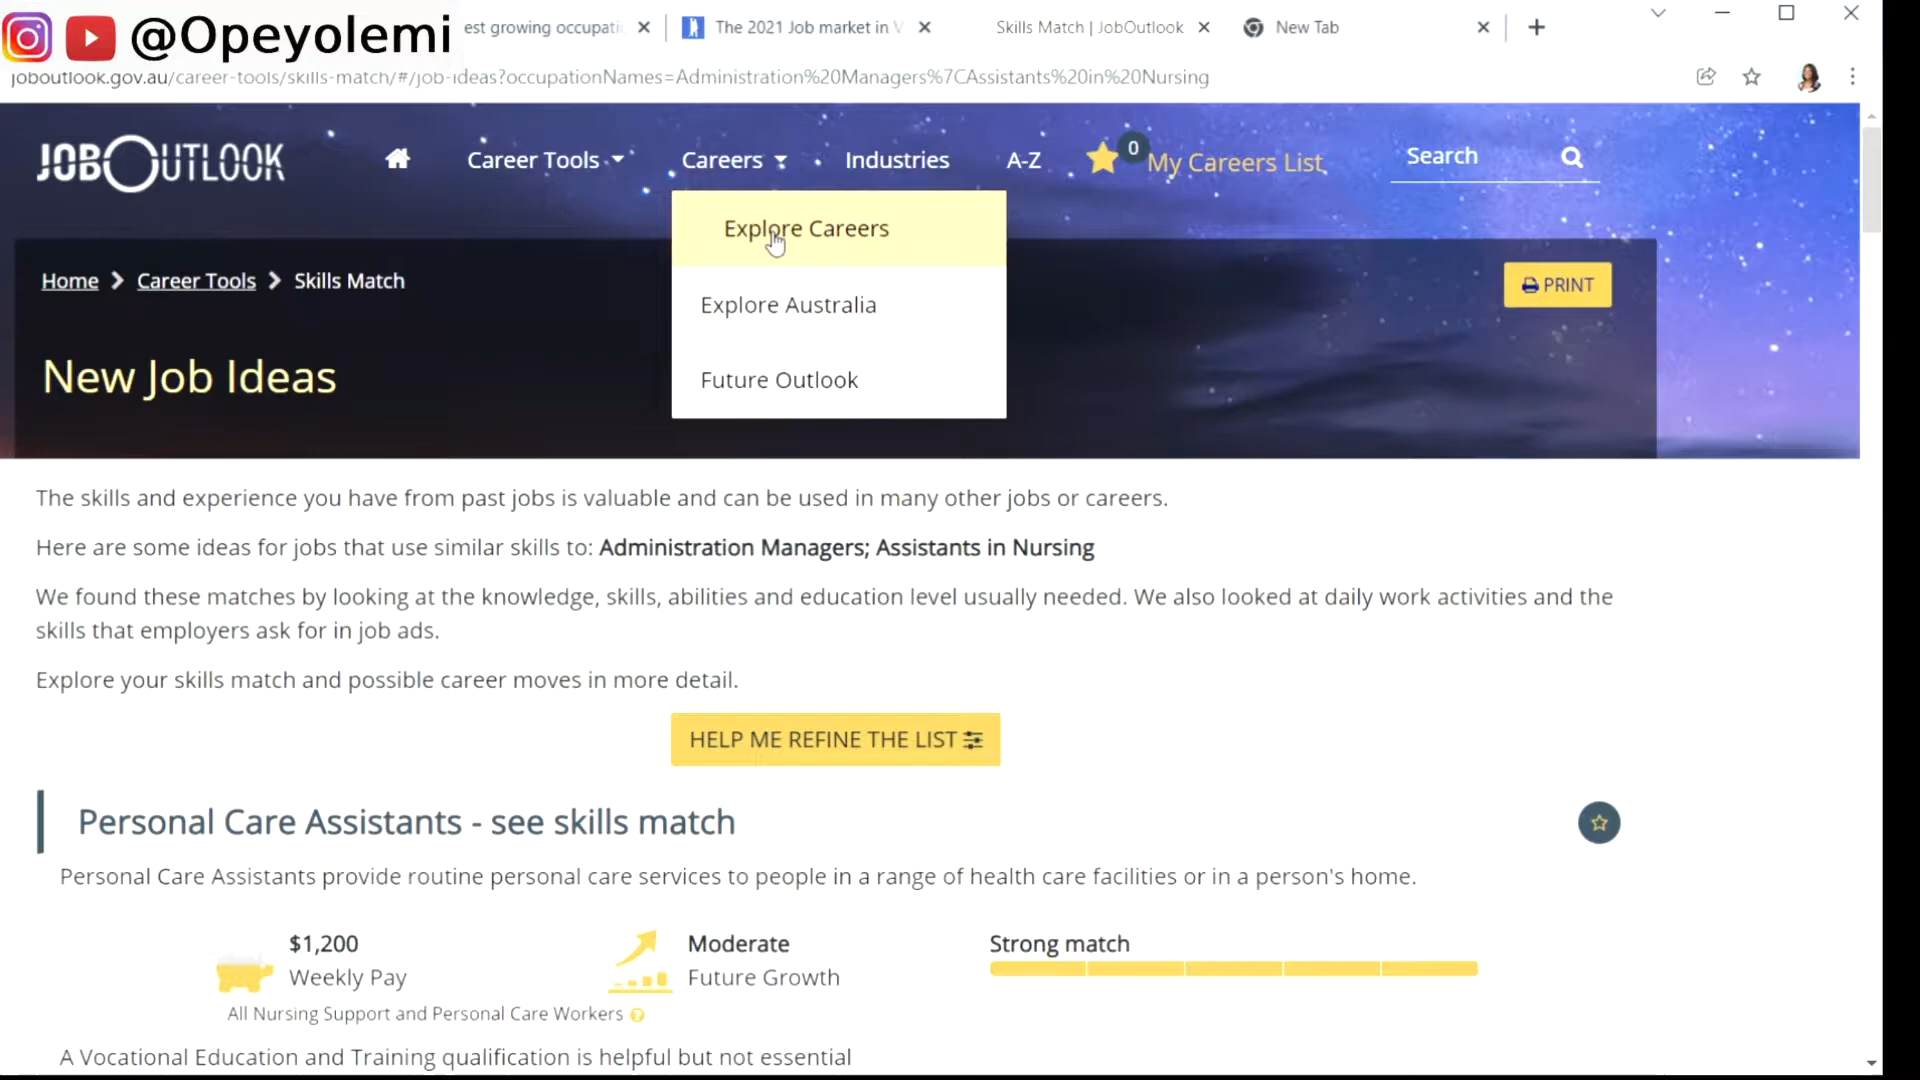 @Opeyolemi
est growing occupatio
The 2021 Job market in V
Skills Match | JobOutlook
New Tab
joboutlook.gov.au/career-tools/skills-match/#/job-ideas?occupationNames=Administration%20Managers%7CAssistants%20in%20Nursing
JOBOUTLOOK
Career Tools
Careers
Industries
A-Z
0
My Careers List
Search
Explore Careers
Explore Australia
Future Outlook
Home
Career Tools
Skills Match
PRINT
New Job Ideas
The skills and experience you have from past jobs is valuable and can be used in many other jobs or careers.
Here are some ideas for jobs that use similar skills to: Administration Managers; Assistants in Nursing
We found these matches by looking at the knowledge, skills, abilities and education level usually needed. We also looked at daily work activities and the
skills that employers ask for in job ads.
Explore your skills match and possible career moves in more detail.
HELP ME REFINE THE LIST
Personal Care Assistants - see skills match
Personal Care Assistants provide routine personal care services to people in a range of health care facilities or in a person's home.
$1,200
Weekly Pay
All Nursing Support and Personal Care Workers
Moderate
Future Growth
Strong match
A Vocational Education and Training qualification is helpful but not essential